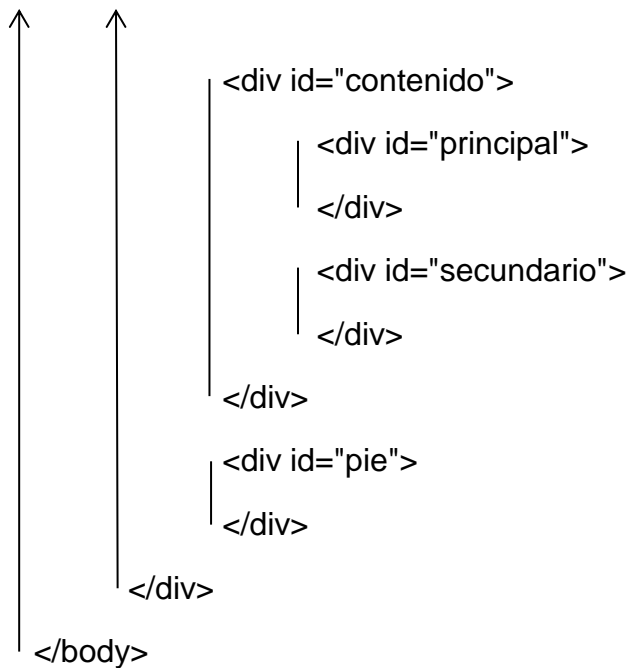 <div id="contenido">
<div id="principal">
</div>
<div id="secundario">
</div>
</div>
<div id="pie">
</div>
</div>
</body>